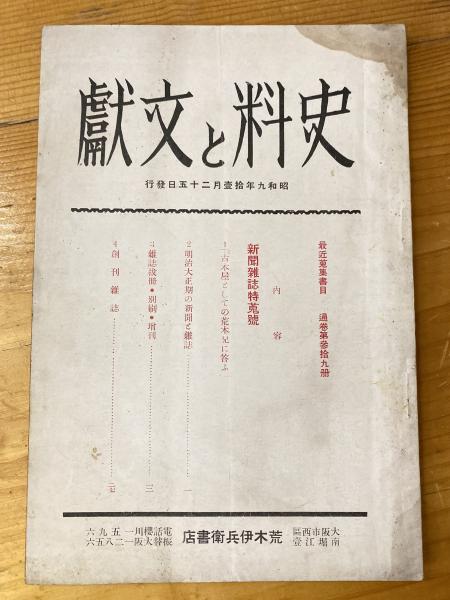 史料と文獻
昭和九年拾壹月二十五日發行
最近蒐集書目　通卷第參拾九册
內容
新聞雜誌特蒐號
1「古本屋としての荒木兄に答ふ
2 明治大正期の新聞と雜誌……………一
3 雜誌 册・別刷・增刊……………三
4 創刊雜誌……………
大阪市西區
南堀江壹
荒木伊兵衛書店
電話櫻川一五九六
振替大阪一二八五六